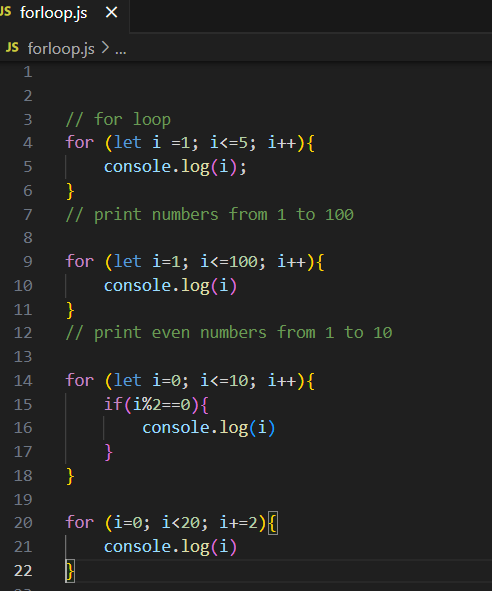 JS forloop.js ×
JS forloop.js > ...
1
2
3 // for loop
4 for (let i =1; i<=5; i++){
5     console.log(i);
6 }
7 // print numbers from 1 to 100
8
9 for (let i=1; i<=100; i++){
10     console.log(i)
11 }
12 // print even numbers from 1 to 10
13
14 for (let i=0; i<=10; i++){
15     if(i%2==0){
16         console.log(i)
17     }
18 }
19
20 for (i=0; i<20; i+=2){
21     console.log(i)
22 }